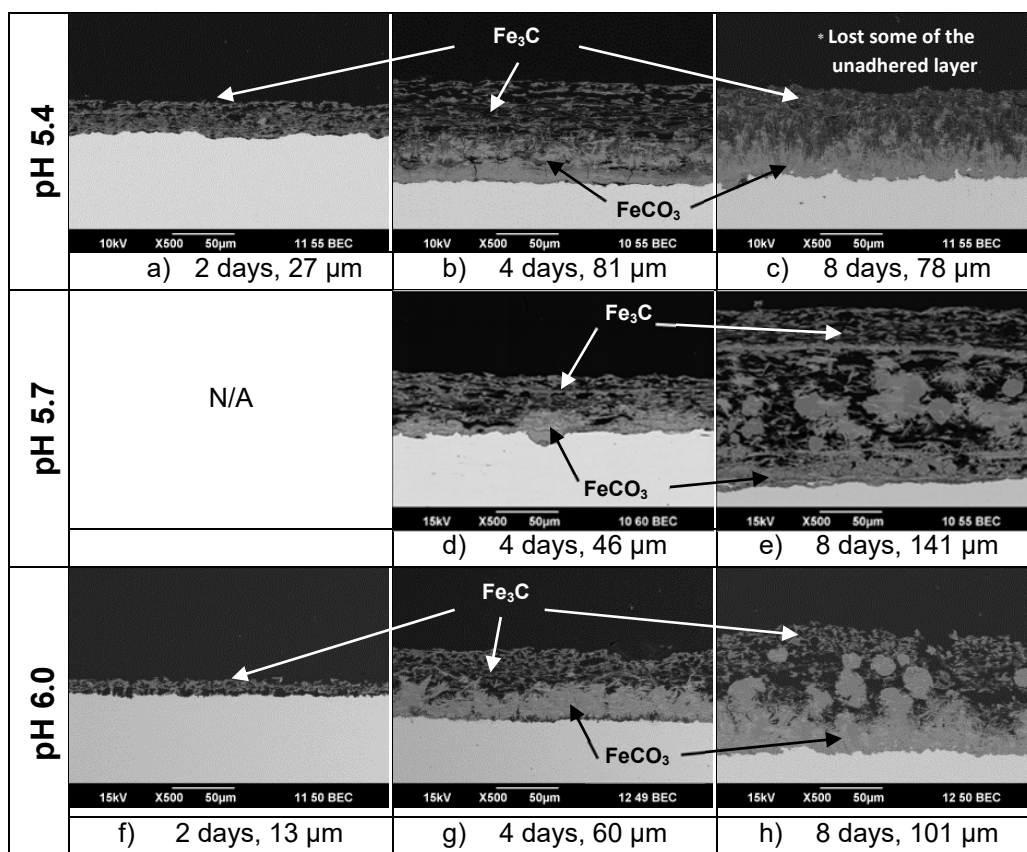 pH 5.4
Fe₃C
* Lost some of the
unadhered layer
FeCO₃
10kV X500 50µm 11 55 BEC
10kV X500 50µm 10 55 BEC
10kV X500 50µm 11 55 BEC
a) 2 days, 27 µm
b) 4 days, 81 µm
c) 8 days, 78 µm
pH 5.7
N/A
Fe₃C
FeCO₃
15kV X500 50µm 10 60 BEC
15kV X500 50µm 10 55 BEC
d) 4 days, 46 µm
e) 8 days, 141 µm
pH 6.0
Fe₃C
FeCO₃
15kV X500 50µm 11 50 BEC
15kV X500 50µm 12 49 BEC
15kV X500 50µm 12 50 BEC
f) 2 days, 13 µm
g) 4 days, 60 µm
h) 8 days, 101 µm